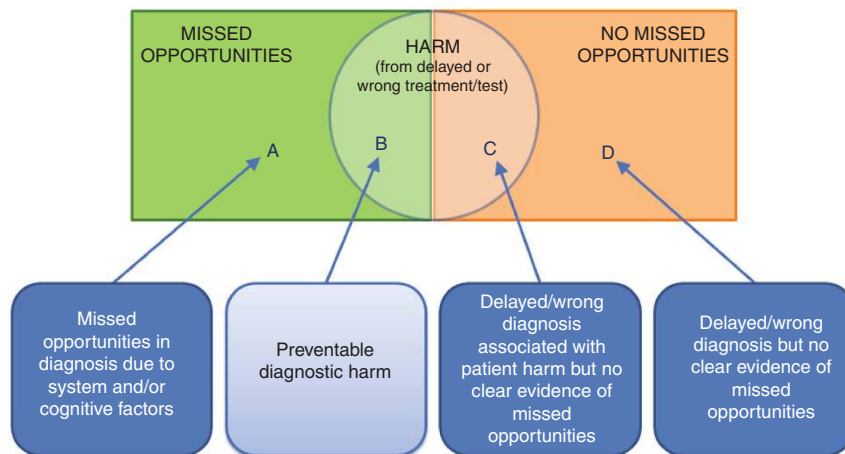 MISSED
OPPORTUNITIES
HARM
(from delayed or
wrong treatment/test)
NO MISSED
OPPORTUNITIES
A
B
C
D
Missed
opportunities in
diagnosis due to
system and/or
cognitive factors
Preventable
diagnostic harm
Delayed/wrong
diagnosis
associated with
patient harm but no
clear evidence of
missed
opportunities
Delayed/wrong
diagnosis but no
clear evidence of
missed
opportunities